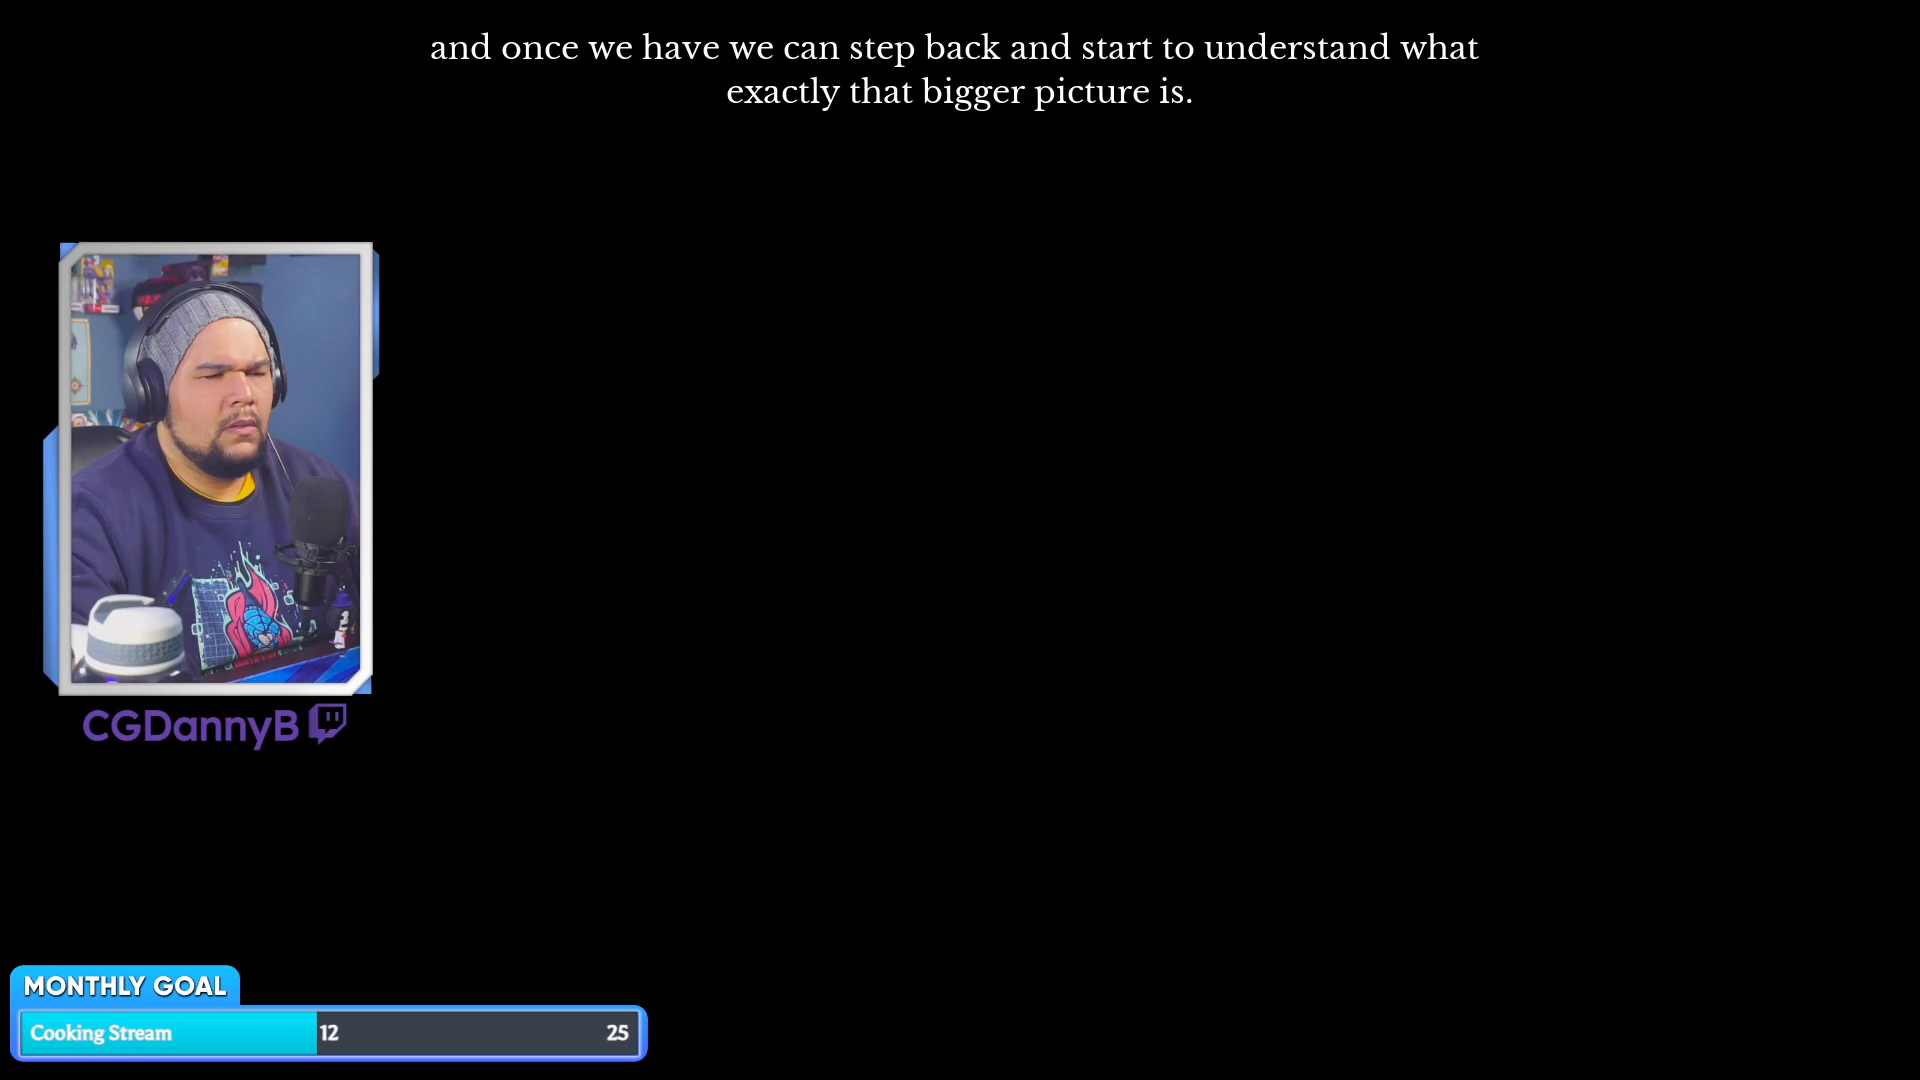 and once we have we can step back and start to understand what
exactly that bigger picture is.
CGDannyB
MONTHLY GOAL
Cooking Stream 12 25